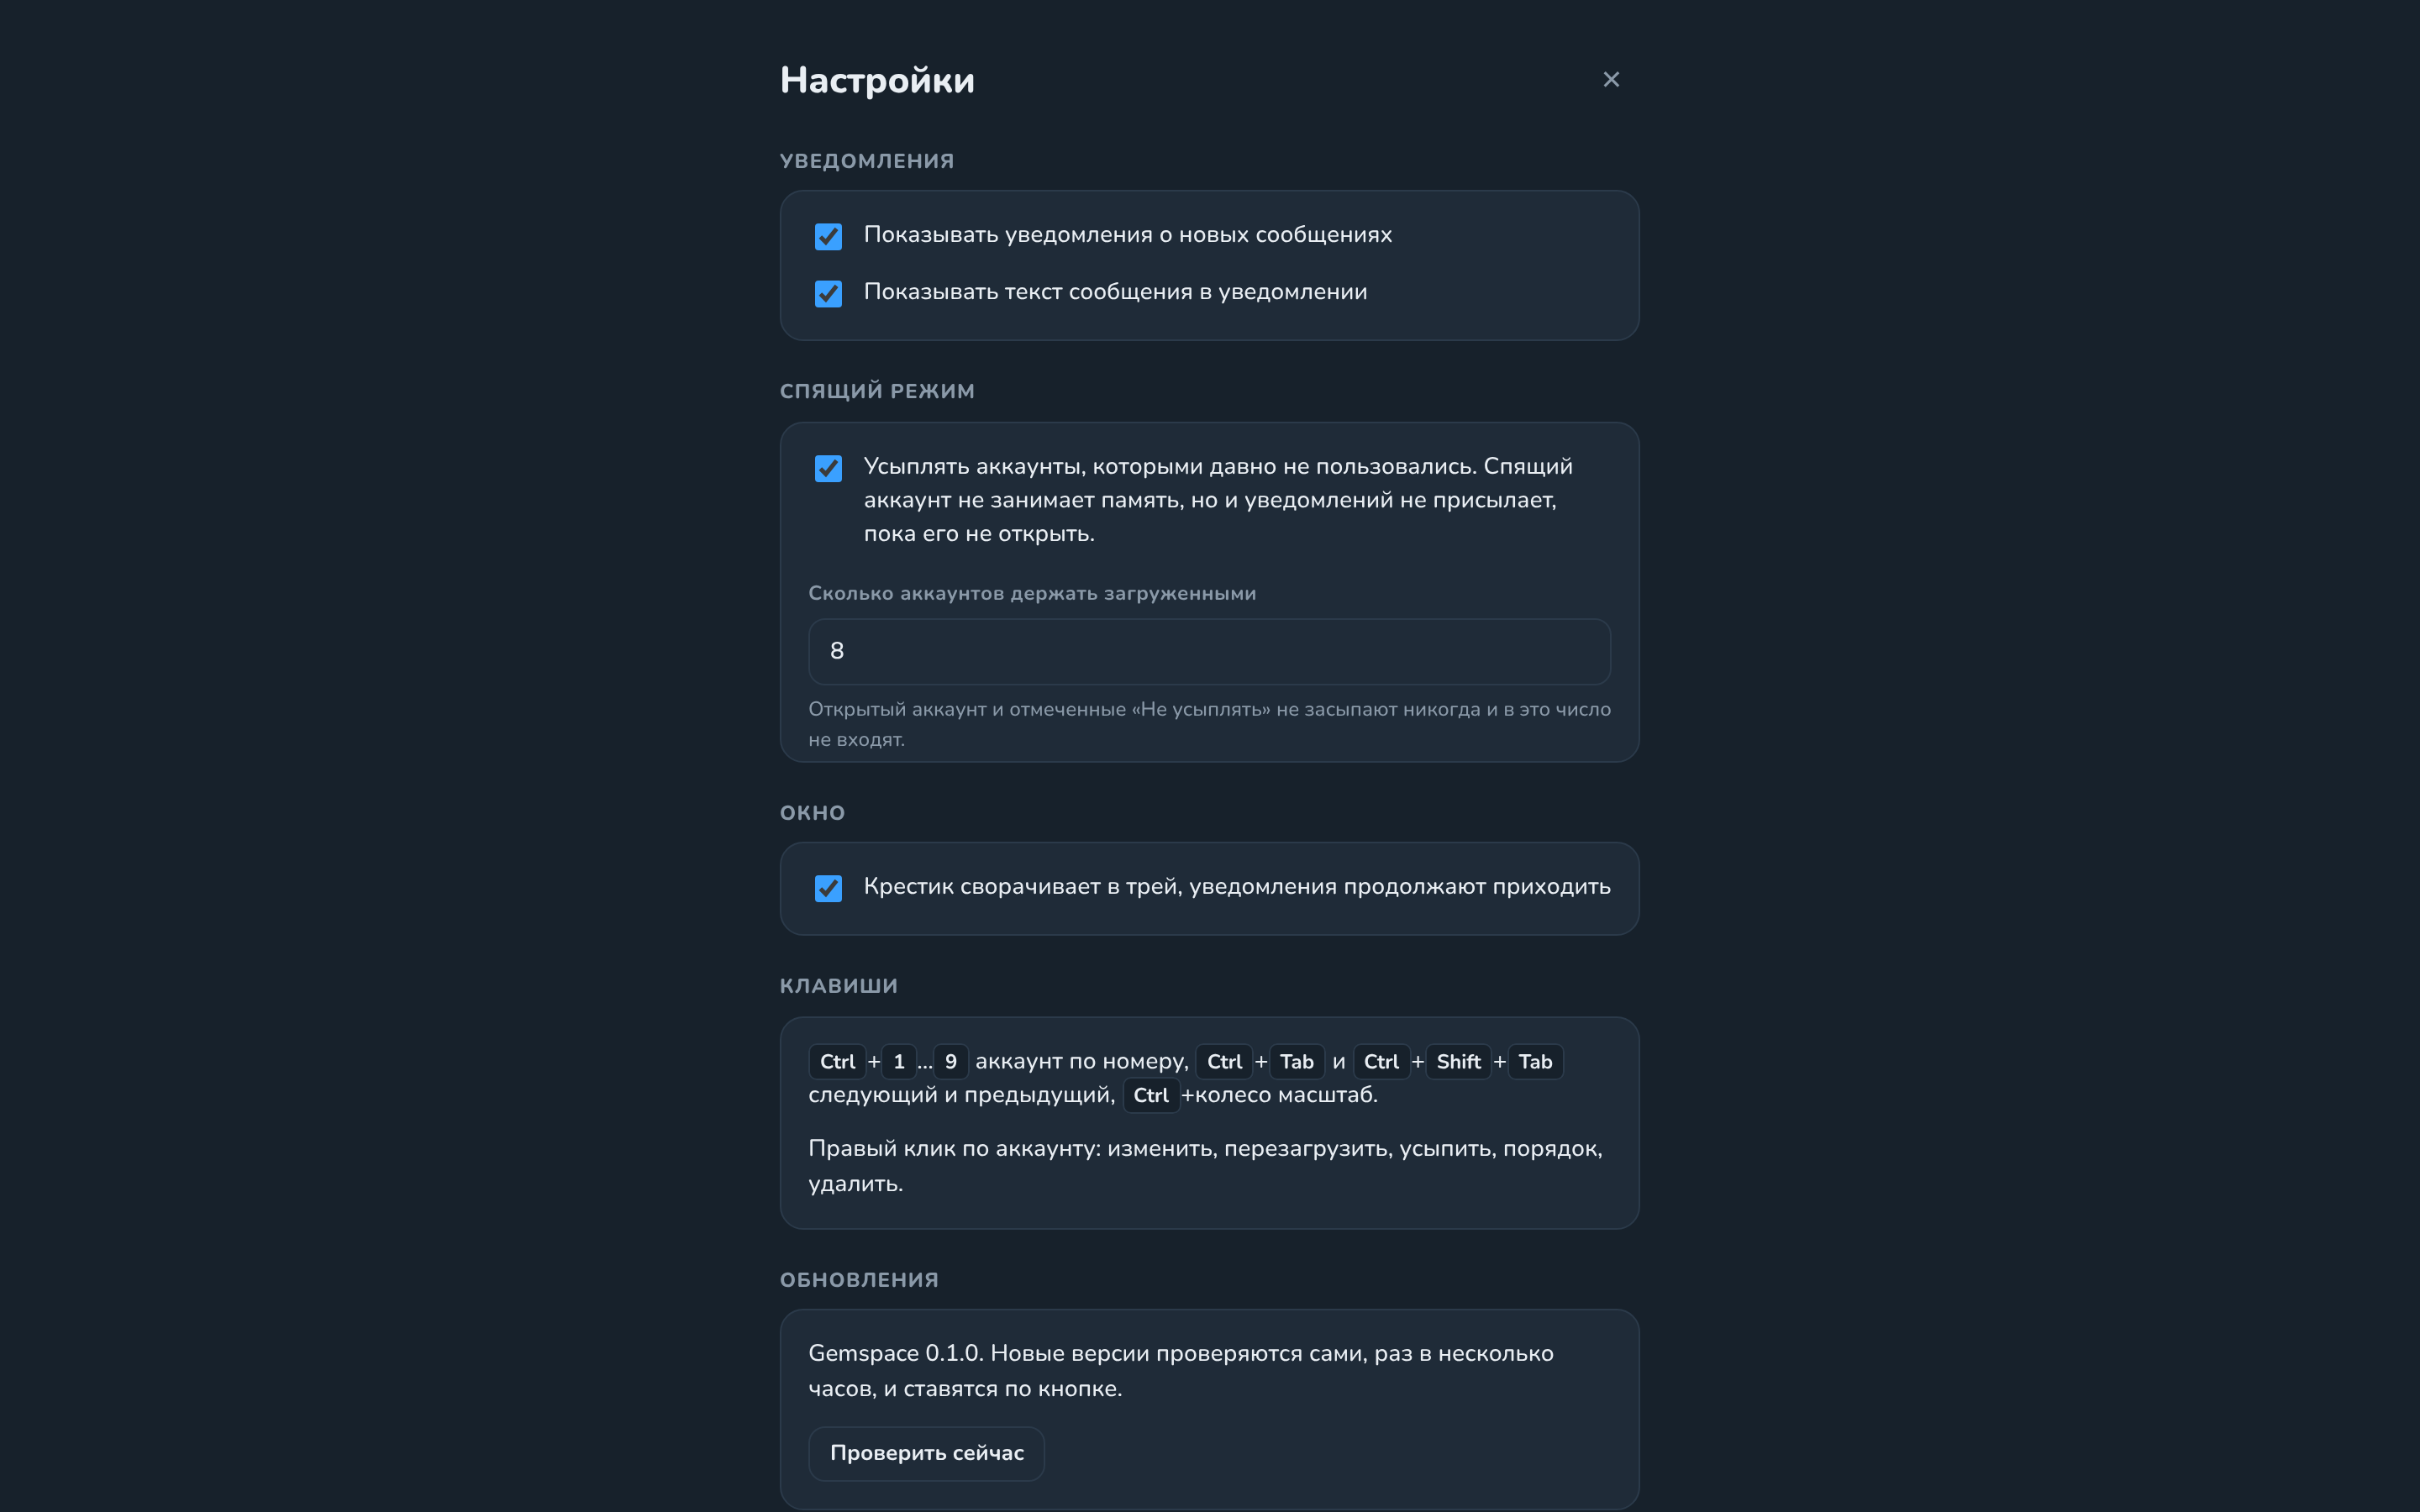 Настройки
УВЕДОМЛЕНИЯ
Показывать уведомления о новых сообщениях
Показывать текст сообщения в уведомлении
СПЯЩИЙ РЕЖИМ
Усыплять аккаунты, которыми давно не пользовались. Спящий
аккаунт не занимает память, но и уведомлений не присылает,
пока его не открыть.
Сколько аккаунтов держать загруженными
8
Открытый аккаунт и отмеченные «Не усыплять» не засыпают никогда и в это число
не входят.
ОКНО
Крестик сворачивает в трей, уведомления продолжают приходить
КЛАВИШИ
Ctrl+1…9 аккаунт по номеру, Ctrl+Tab и Ctrl+Shift+Tab
следующий и предыдущий, Ctrl+колесо масштаб.
Правый клик по аккаунту: изменить, перезагрузить, усыпить, порядок,
удалить.
ОБНОВЛЕНИЯ
Gemspace 0.1.0. Новые версии проверяются сами, раз в несколько
часов, и ставятся по кнопке.
Проверить сейчас